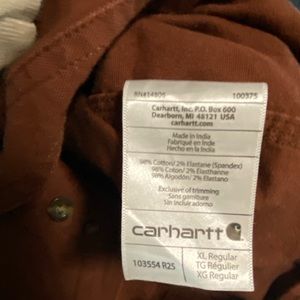 RN#14806 100375
Carhartt, Inc. P.O. Box 600
Dearborn, MI 48121 USA
carhartt.com
Made in India
Fabriqué en Inde
Hecho en la India
98% Cotton/ 2% Elastane (Spandex)
98% Coton/ 2% Elasthanne
98% Algodón/ 2% Elastano
Exclusive of trimming
Sans garniture
Sin incluir adornos
carhartt
103554 R25
XL Regular
TG Régulier
XG Regular